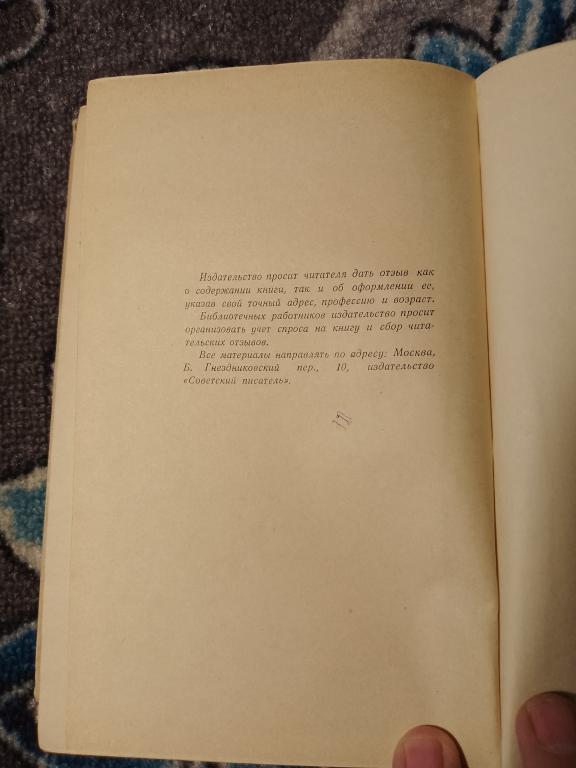 Издательство просит читателя дать отзыв как
о содержании книги, так и об оформлении ее,
указав свой точный адрес, профессию и возраст.
Библиотечных работников издательство просит
организовать учет спроса на книгу и сбор чита-
тельских отзывов.
Все материалы направлять по адресу: Москва,
Б. Гнездниковский пер., 10, издательство
«Советский писатель».